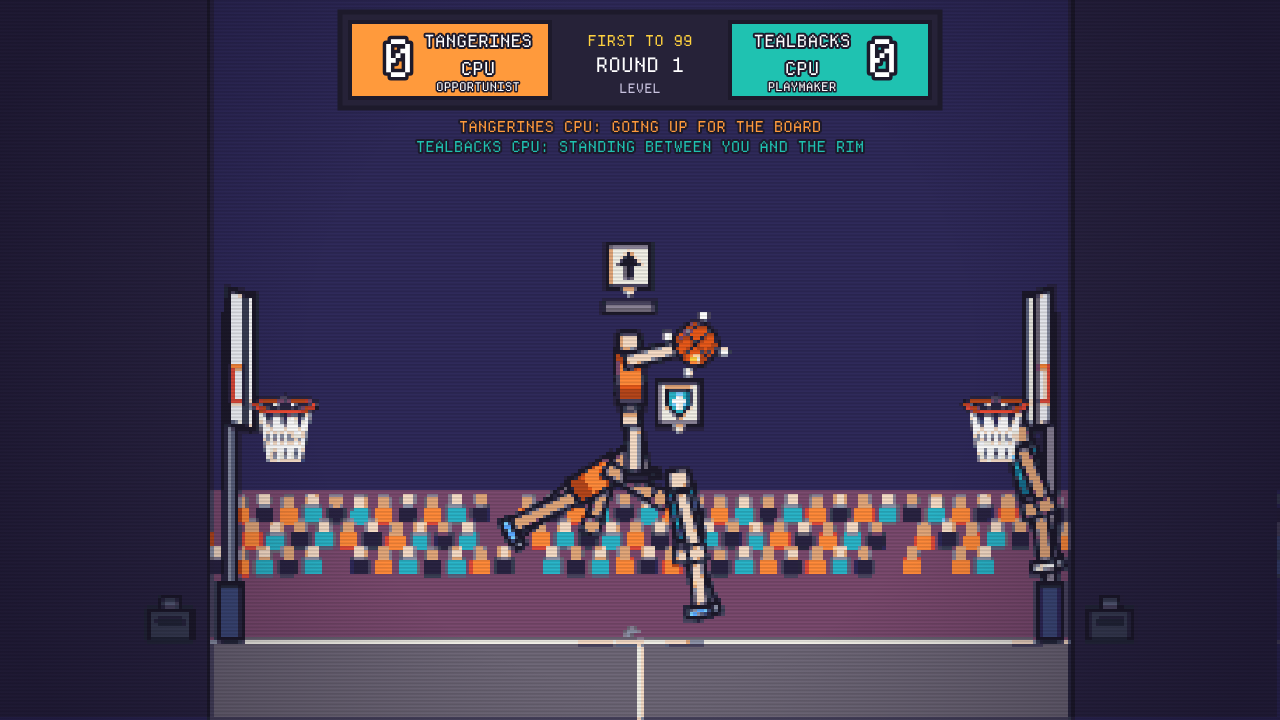 0
TANGERINES
CPU
OPPORTUNIST
FIRST TO 99
ROUND 1
LEVEL
TEALBACKS
CPU
PLAYMAKER
0
TANGERINES CPU: GOING UP FOR THE BOARD
TEALBACKS CPU: STANDING BETWEEN YOU AND THE RIM